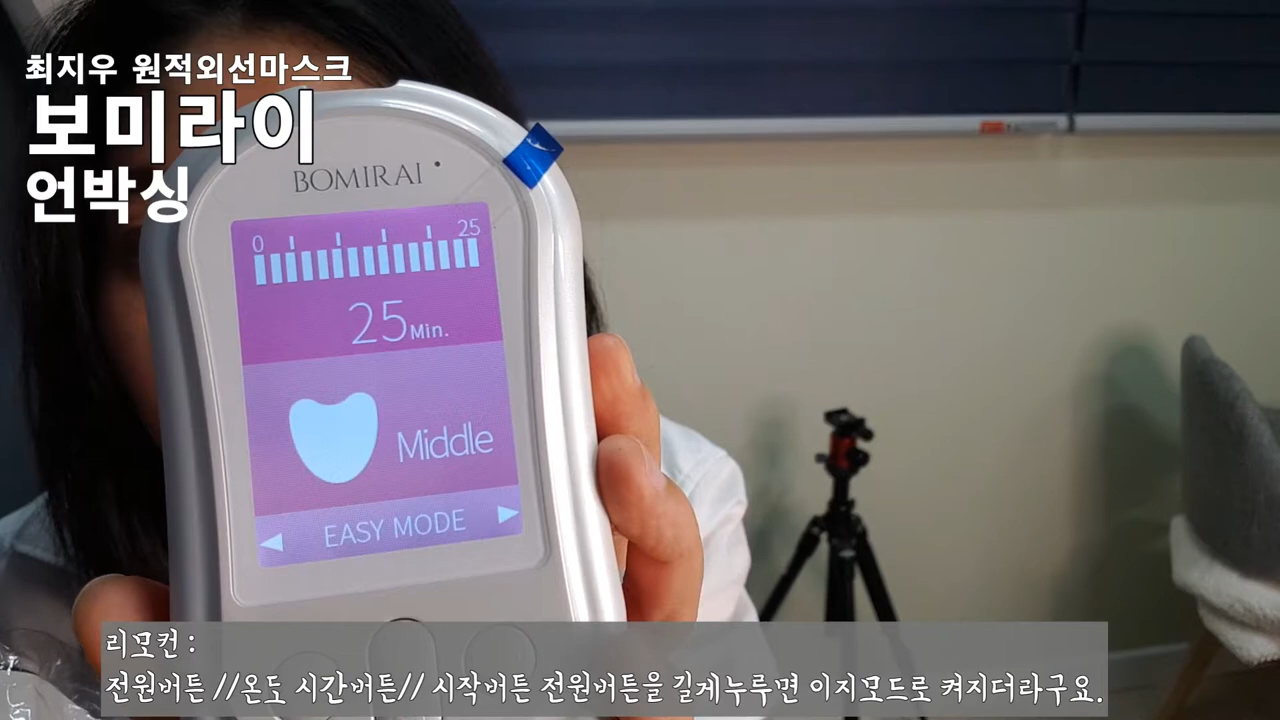 최지우 원적외선마스크
보미라이
언박싱
BOMIRAI
0 25
25 Min.
Middle
◀ EASY MODE ▶
리모컨 :
전원버튼 //온도 시간버튼// 시작버튼 전원버튼을 길게누루면 이지모드로 켜지더라구요.